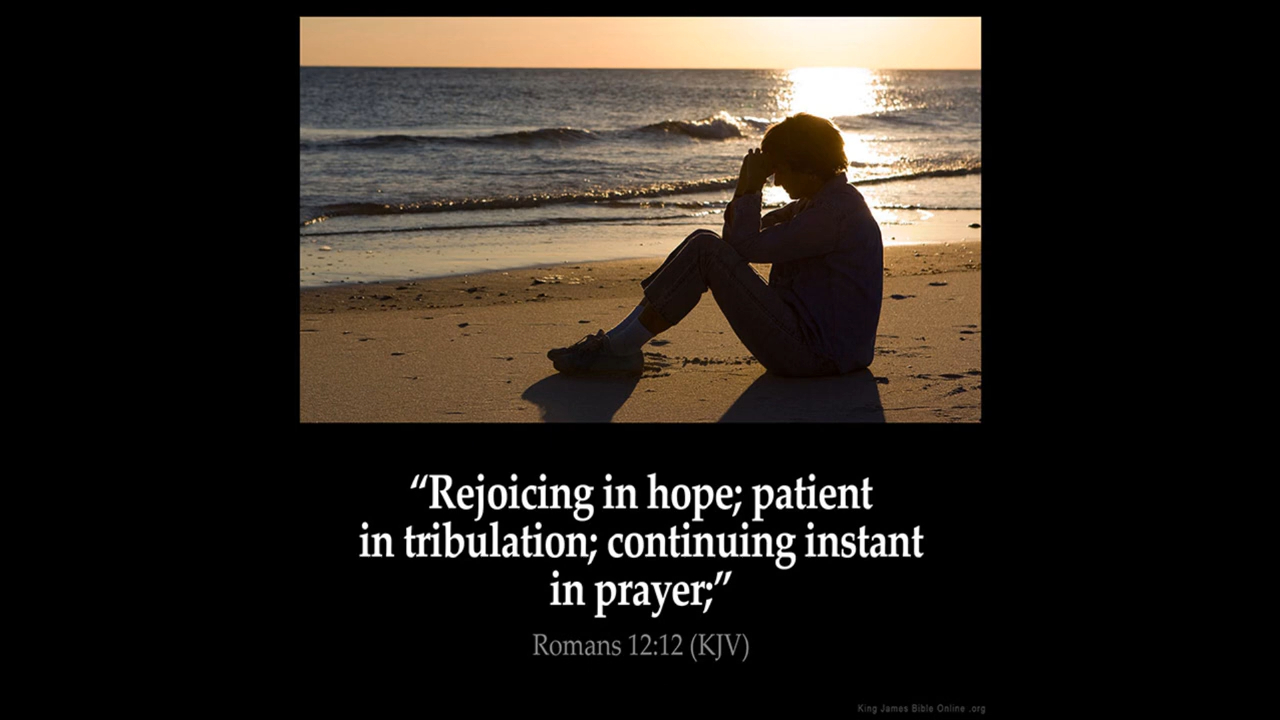 “Rejoicing in hope; patient
in tribulation; continuing instant
in prayer;”
Romans 12:12 (KJV)
King James Bible Online .org